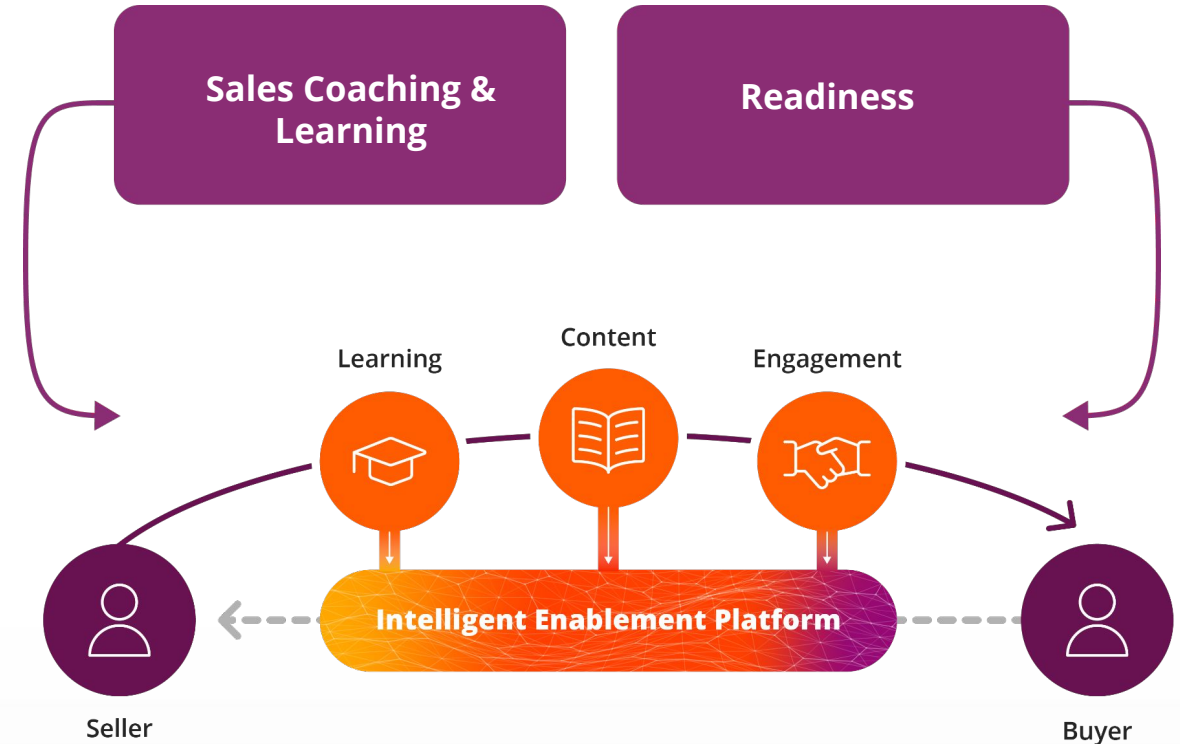 Sales Coaching &
Learning
Readiness
Content
Learning
Engagement
Intelligent Enablement Platform
Seller
Buyer